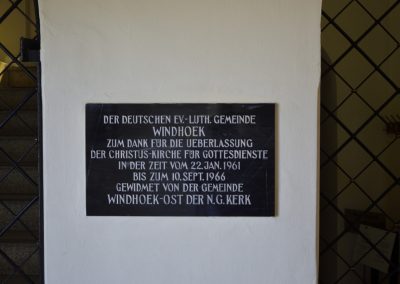 DER DEUTSCHEN EV.-LUTH. GEMEINDE
WINDHOEK
ZUM DANK FÜR DIE UEBERLASSUNG
DER CHRISTUS-KIRCHE FÜR GOTTESDIENSTE
IN DER ZEIT VOM 22. JAN. 1961
BIS ZUM 10. SEPT. 1966
GEWIDMET VON DER GEMEINDE
WINDHOEK-OST DER N.G. KERK